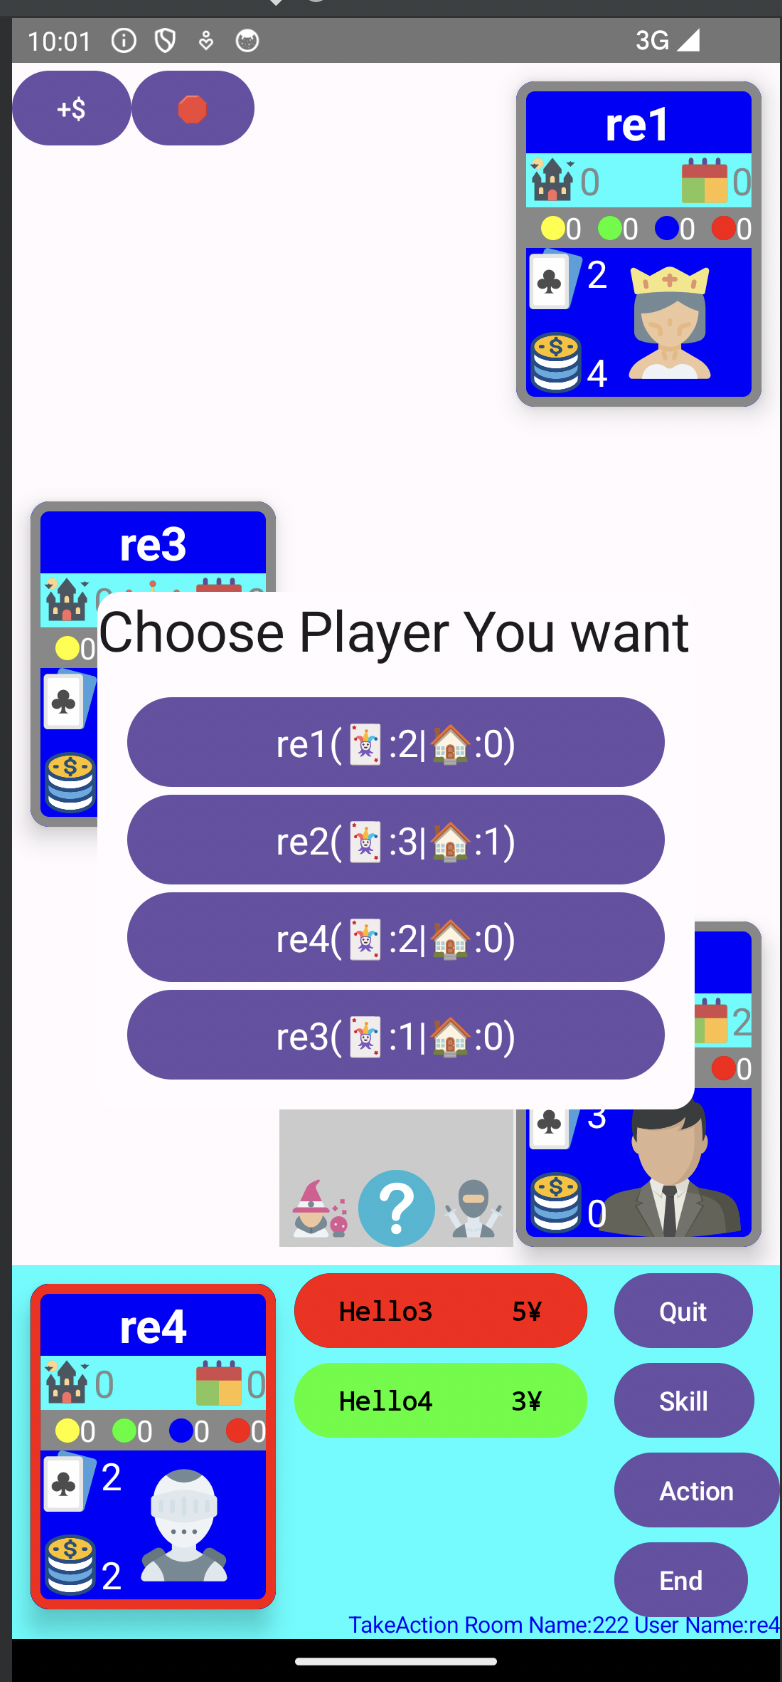 10:01 3G
+$
re1
0 0
0 0 0 0
2
4
re3
0
Choose Player You want
re1(🃏:2|🏠:0)
re2(🃏:3|🏠:1)
re4(🃏:2|🏠:0)
re3(🃏:1|🏠:0)
2
0
3
0
re4
0 0
0 0 0 0
2
2
Hello3 5¥
Hello4 3¥
Quit
Skill
Action
End
TakeAction Room Name:222 User Name:re4